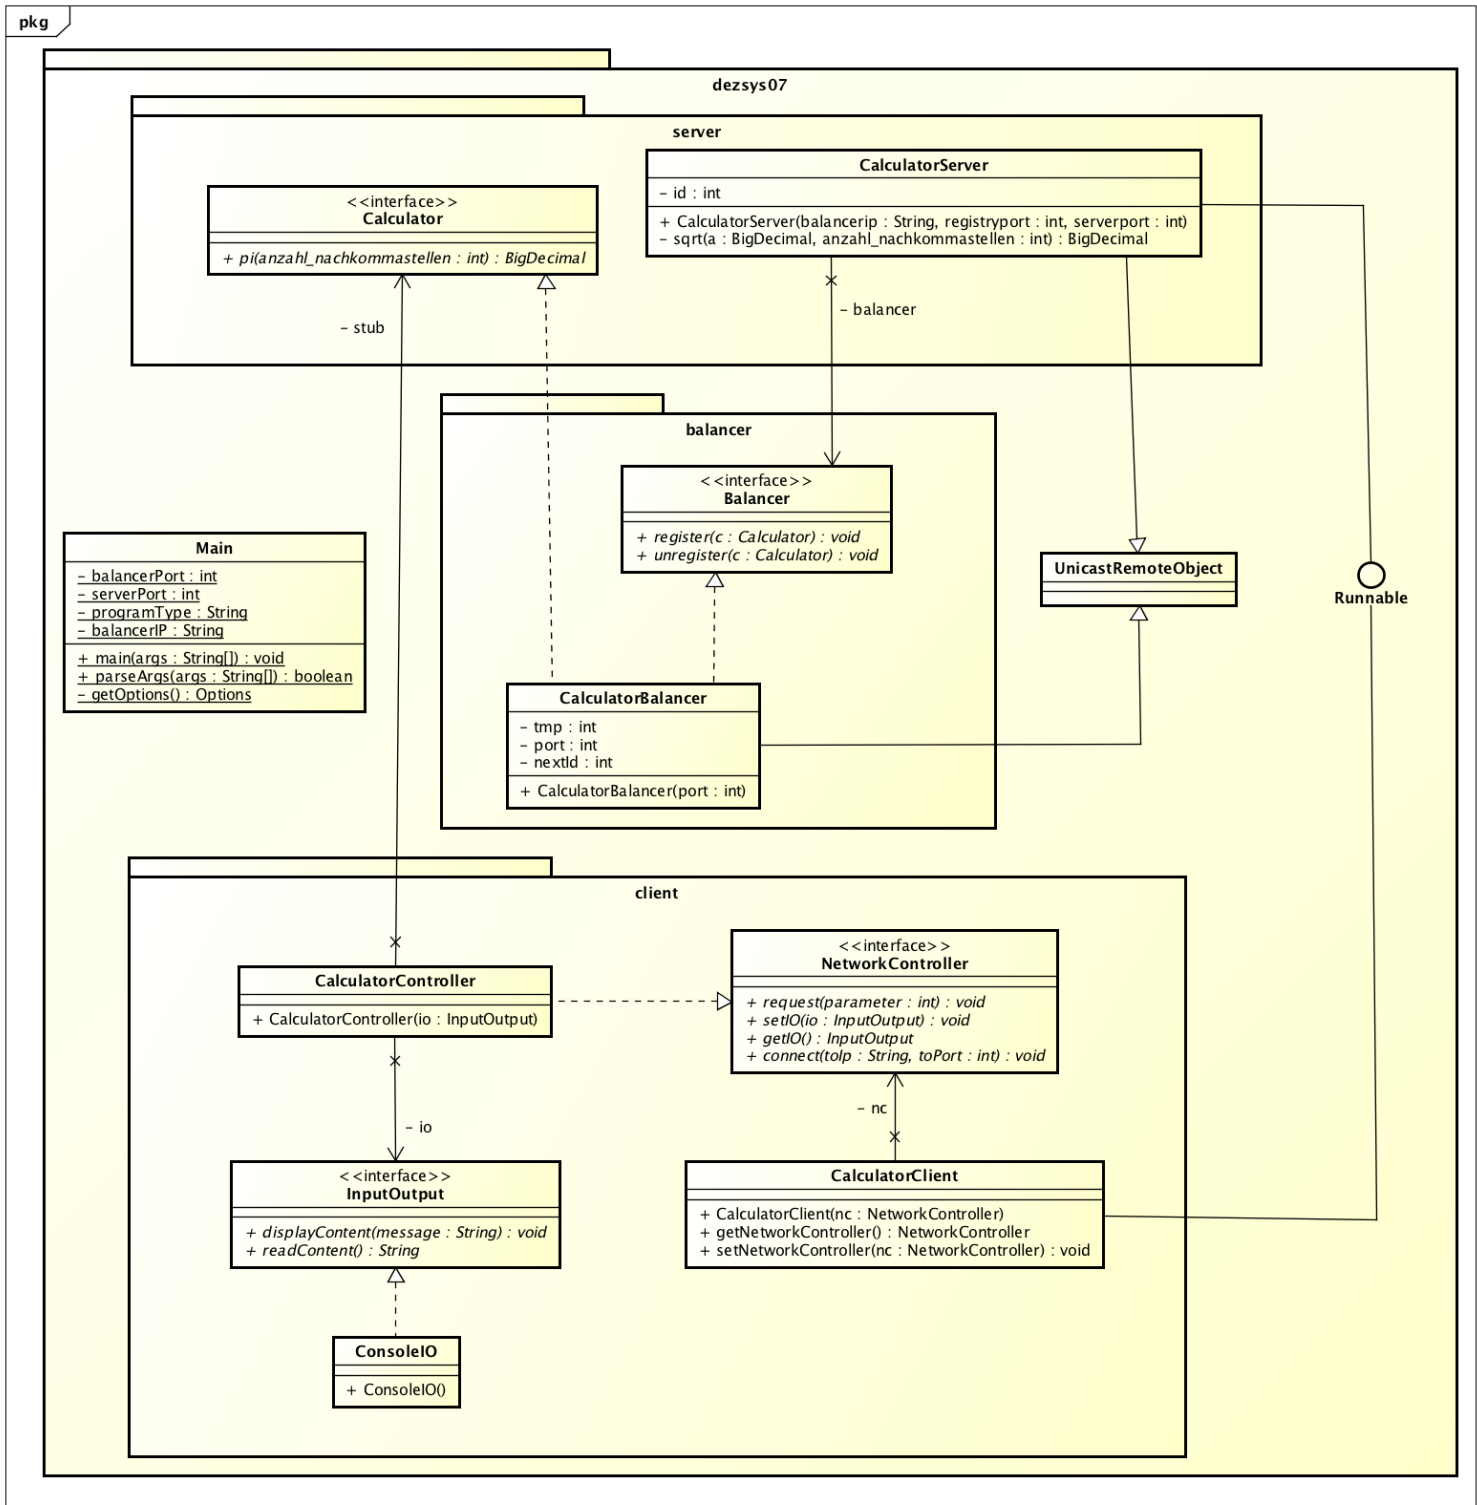 pkg
dezsys07
server
CalculatorServer
- id : int
+ CalculatorServer(balancerip : String, registryport : int, serverport : int)
- sqrt(a : BigDecimal, anzahl_nachkommastellen : int) : BigDecimal
<<interface>>
Calculator
+ pi(anzahl_nachkommastellen : int) : BigDecimal
- stub
- balancer
balancer
<<interface>>
Balancer
+ register(c : Calculator) : void
+ unregister(c : Calculator) : void
Main
- balancerPort : int
- serverPort : int
- programType : String
- balancerIP : String
+ main(args : String[]) : void
+ parseArgs(args : String[]) : boolean
- getOptions() : Options
UnicastRemoteObject
Runnable
CalculatorBalancer
- tmp : int
- port : int
- nextId : int
+ CalculatorBalancer(port : int)
client
CalculatorController
+ CalculatorController(io : InputOutput)
<<interface>>
NetworkController
+ request(parameter : int) : void
+ setIO(io : InputOutput) : void
+ getIO() : InputOutput
+ connect(toIp : String, toPort : int) : void
- nc
- io
<<interface>>
InputOutput
+ displayContent(message : String) : void
+ readContent() : String
CalculatorClient
+ CalculatorClient(nc : NetworkController)
+ getNetworkController() : NetworkController
+ setNetworkController(nc : NetworkController) : void
ConsoleIO
+ ConsoleIO()